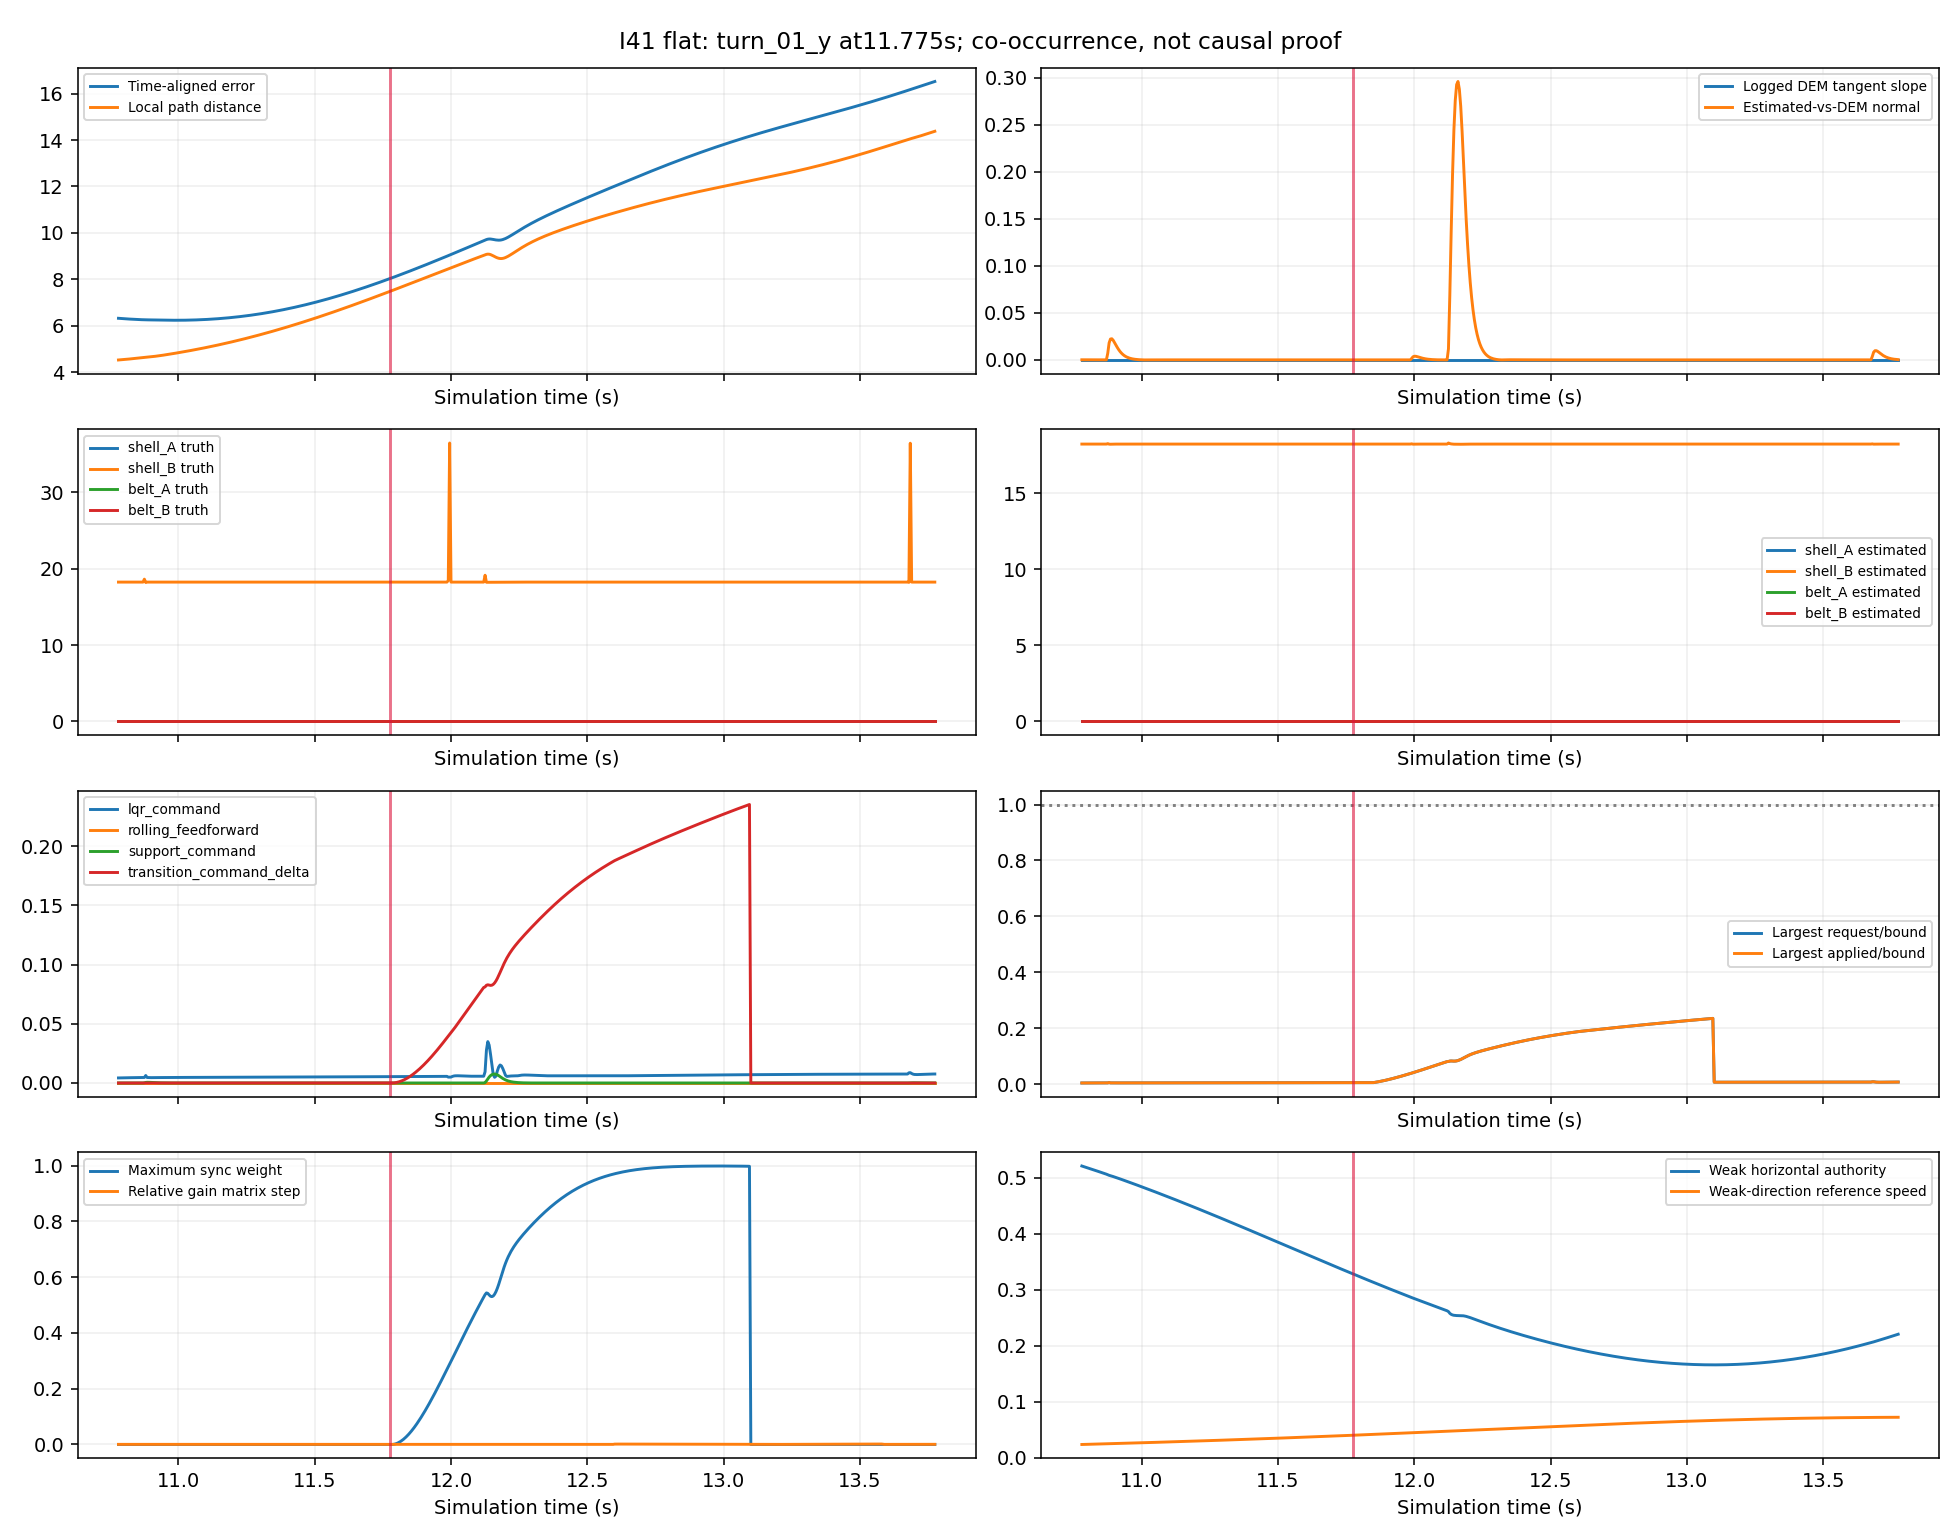 I41 flat: turn_01_y at11.775s; co-occurrence, not causal proof
Time-aligned error
Local path distance
16
14
12
10
8
6
4
Simulation time (s)
Logged DEM tangent slope
Estimated-vs-DEM normal
0.30
0.25
0.20
0.15
0.10
0.05
0.00
Simulation time (s)
shell_A truth
shell_B truth
belt_A truth
belt_B truth
30
20
10
0
Simulation time (s)
shell_A estimated
shell_B estimated
belt_A estimated
belt_B estimated
15
10
5
0
Simulation time (s)
lqr_command
rolling_feedforward
support_command
transition_command_delta
0.20
0.15
0.10
0.05
0.00
Simulation time (s)
Largest request/bound
Largest applied/bound
1.0
0.8
0.6
0.4
0.2
0.0
Simulation time (s)
Maximum sync weight
Relative gain matrix step
1.0
0.8
0.6
0.4
0.2
0.0
11.0 11.5 12.0 12.5 13.0 13.5
Simulation time (s)
Weak horizontal authority
Weak-direction reference speed
0.5
0.4
0.3
0.2
0.1
0.0
11.0 11.5 12.0 12.5 13.0 13.5
Simulation time (s)